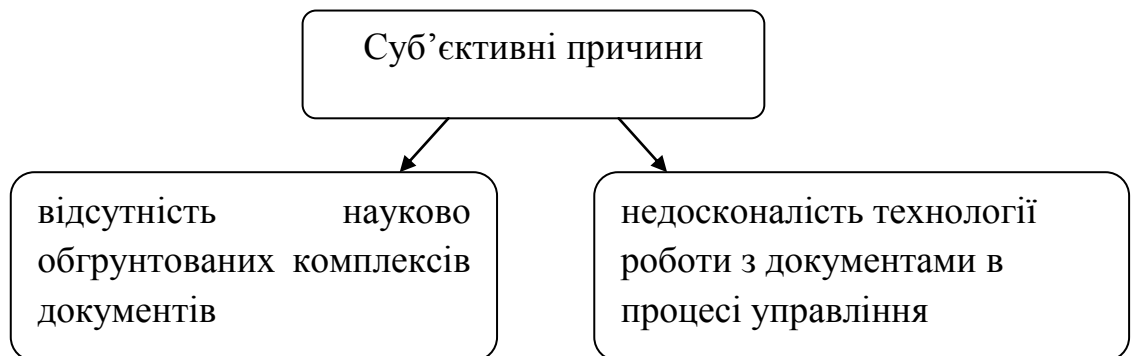 Суб’єктивні причини
відсутність науково
обгрунтованих комплексів
документів
недосконалість технології
роботи з документами в
процесі управління